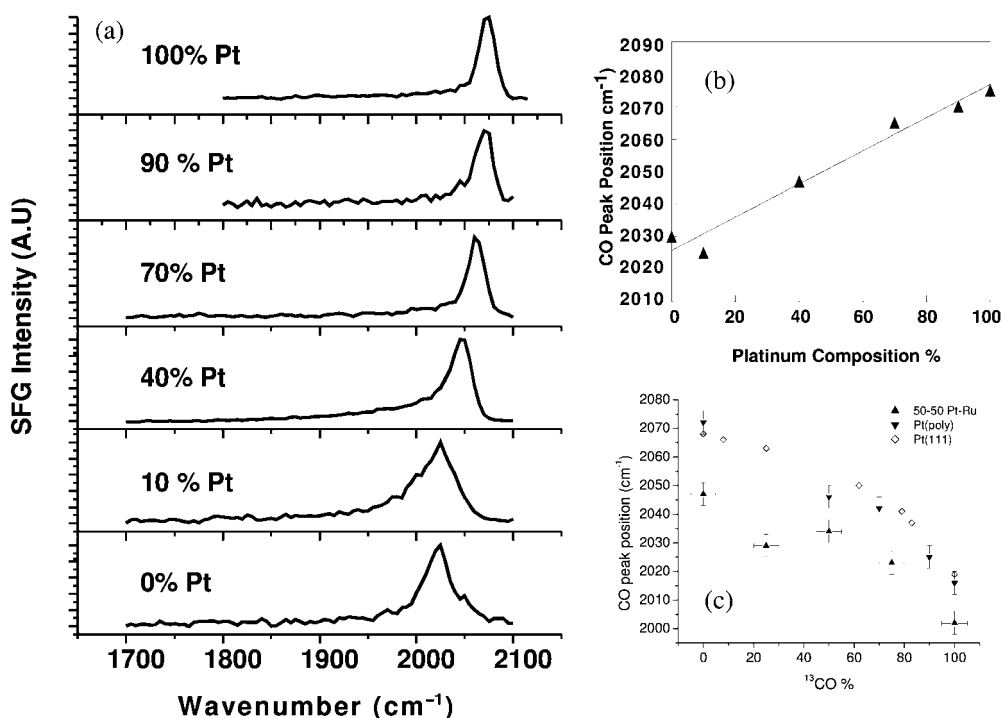 (a)
100% Pt
90 % Pt
70% Pt
40% Pt
10 % Pt
0% Pt
SFG Intensity (A.U)
1700 1800 1900 2000 2100
Wavenumber (cm⁻¹)
(b)
CO Peak Position cm⁻¹)
2090
2080
2070
2060
2050
2040
2030
2020
2010
0 20 40 60 80 100
Platinum Composition %
(c)
50-50 Pt-Ru
Pt(poly)
Pt(111)
CO peak position (cm⁻¹)
2080
2070
2060
2050
2040
2030
2020
2010
2000
0 20 40 60 80 100
¹³CO %